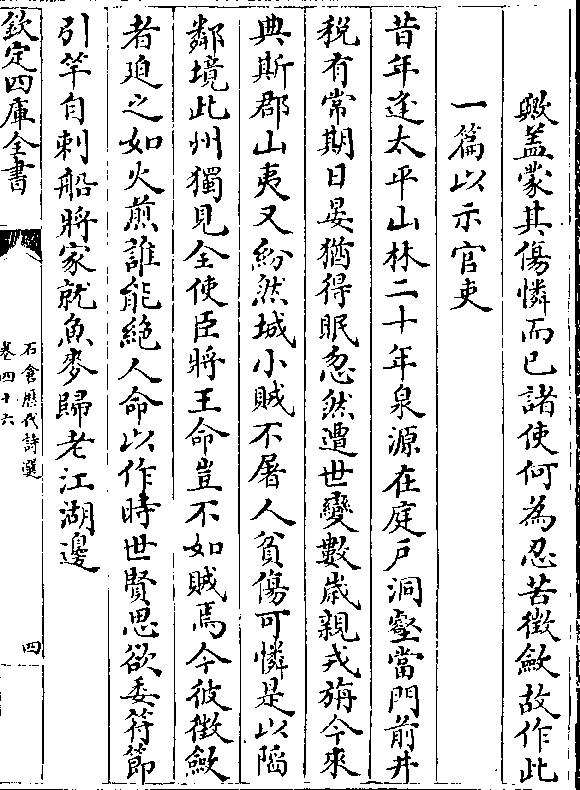 歟盖蒙其傷憐而已諸使何為忍苦徵斂故作此
一篇以示官吏
昔年逢太平山林二十年泉源在庭戶洞壑當門前井
稅有常期日晏猶得眠忽然遭世變數歲親戎旃今來
典斯郡山夷又紛然城小賊不屠人貧傷可憐是以陷
鄰境此州獨見全使臣將王命豈不如賊焉今彼徵斂
者廹之如火煎誰能絕人命以作時世賢思欲委符節
引竿自刺船將家就魚麥歸老江湖邊
欽定四庫全書
石倉歷代詩選
卷四十六
四